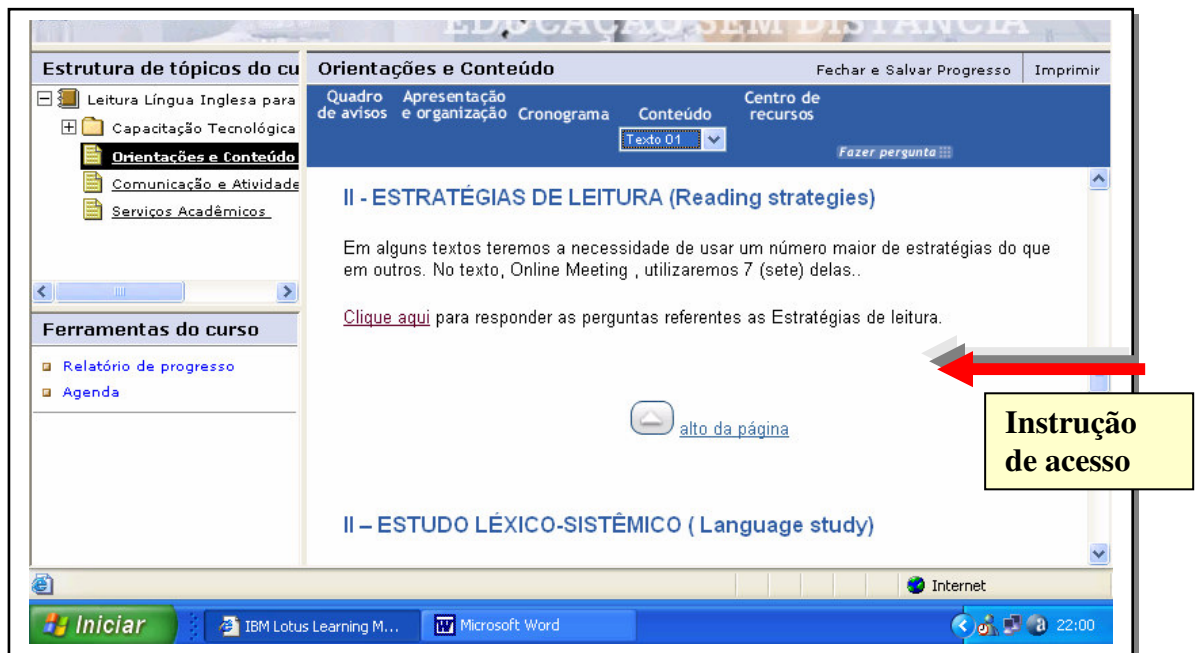 EDUCAÇÃO SEM DISTÂNCIA
Estrutura de tópicos do cu
Leitura Língua Inglesa para
Capacitação Tecnológica
Orientações e Conteúdo
Comunicação e Atividade
Serviços Acadêmicos
Ferramentas do curso
Relatório de progresso
Agenda
Orientações e Conteúdo
Fechar e Salvar Progresso
Imprimir
Quadro de avisos
Apresentação e organização
Cronograma
Conteúdo
Texto 01
Centro de recursos
Fazer pergunta
II - ESTRATÉGIAS DE LEITURA (Reading strategies)
Em alguns textos teremos a necessidade de usar um número maior de estratégias do que
em outros. No texto, Online Meeting , utilizaremos 7 (sete) delas..
Clique aqui para responder as perguntas referentes as Estratégias de leitura.
alto da página
Instrução
de acesso
II – ESTUDO LÉXICO-SISTÊMICO ( Language study)
Internet
Iniciar
IBM Lotus Learning M...
Microsoft Word
22:00